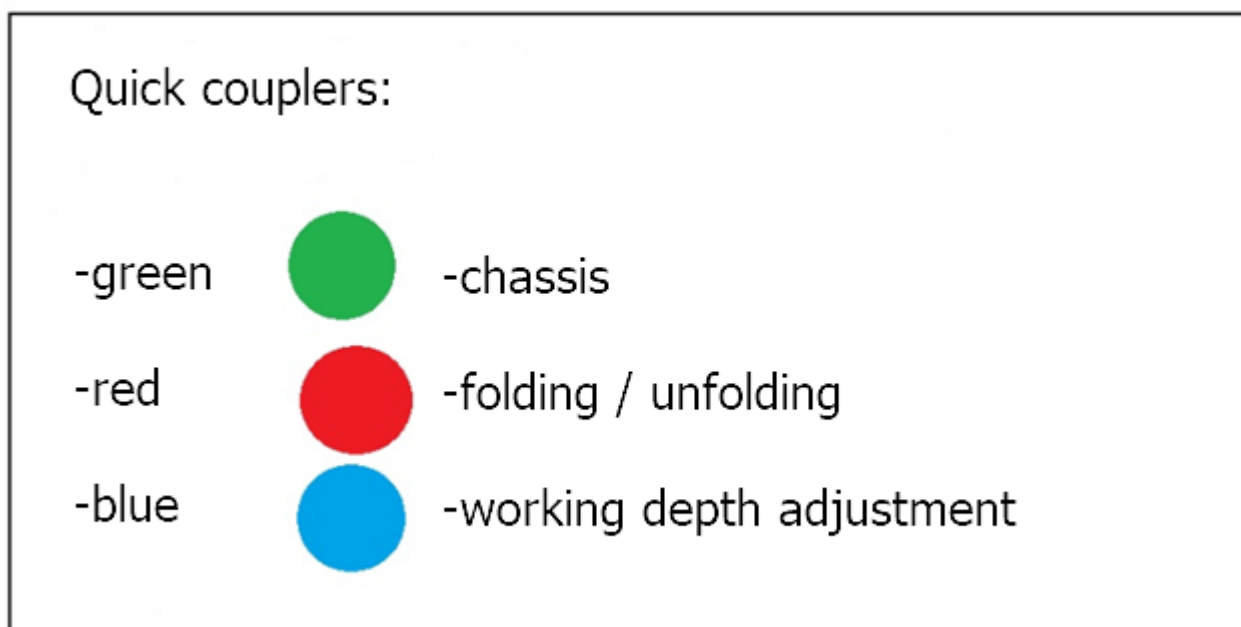 Quick couplers:
-green -chassis
-red -folding / unfolding
-blue -working depth adjustment